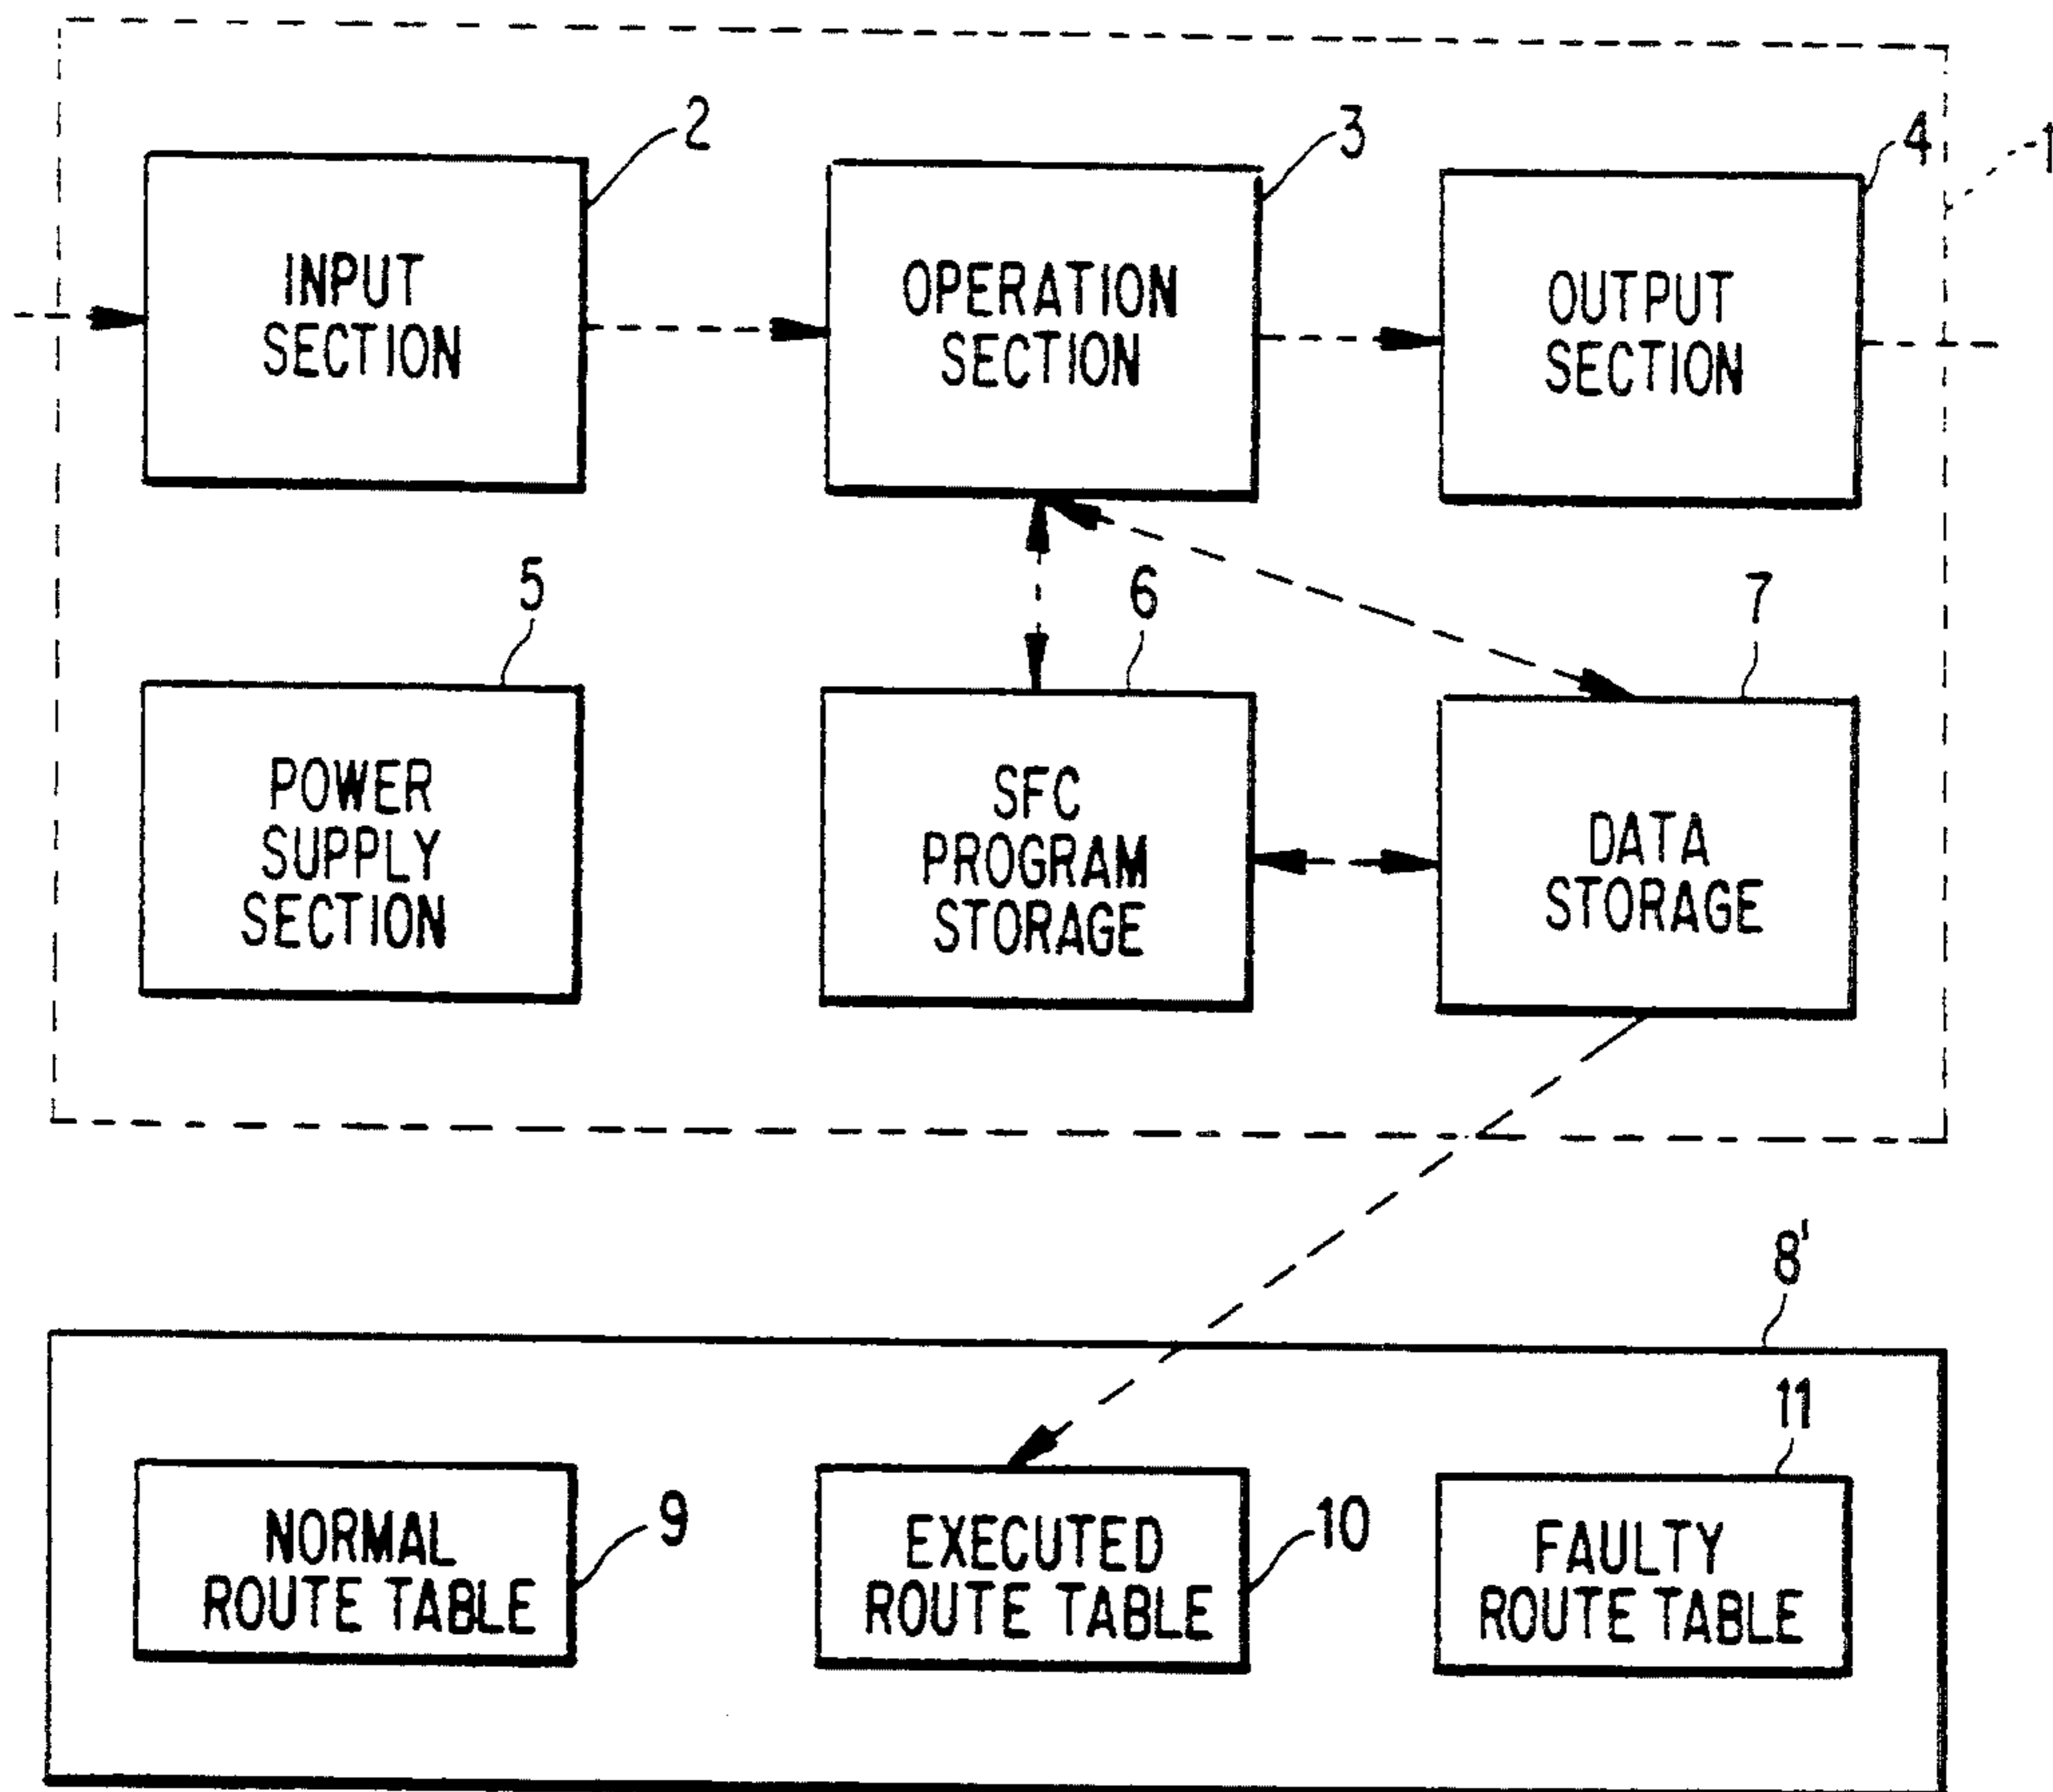 2
3
4
1
INPUT
SECTION
OPERATION
SECTION
OUTPUT
SECTION
5
6
7
POWER
SUPPLY
SECTION
SFC
PROGRAM
STORAGE
DATA
STORAGE
8'
11
NORMAL
ROUTE TABLE
9
EXECUTED
ROUTE TABLE
10
FAULTY
ROUTE TABLE